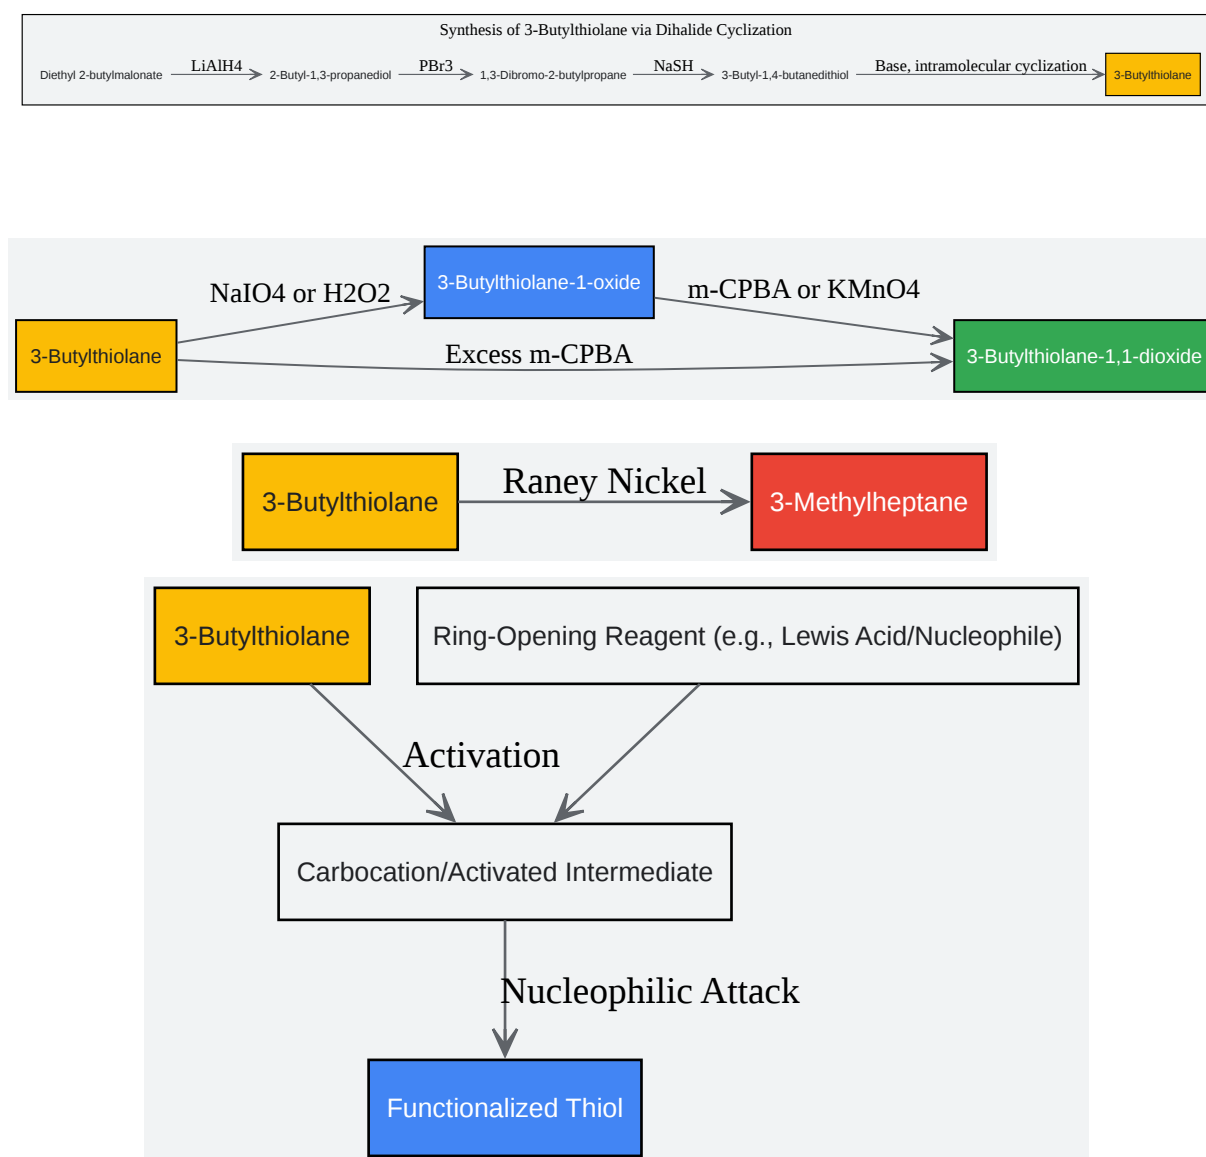 Synthesis of 3-Butylthiolane via Dihalide Cyclization
Diethyl 2-butylmalonate
LiAlH4
2-Butyl-1,3-propanediol
PBr3
1,3-Dibromo-2-butylpropane
NaSH
3-Butyl-1,4-butanedithiol
Base, intramolecular cyclization
3-Butylthiolane
3-Butylthiolane
NaIO4 or H2O2
3-Butylthiolane-1-oxide
m-CPBA or KMnO4
Excess m-CPBA
3-Butylthiolane-1,1-dioxide
3-Butylthiolane
Raney Nickel
3-Methylheptane
3-Butylthiolane
Ring-Opening Reagent (e.g., Lewis Acid/Nucleophile)
Activation
Carbocation/Activated Intermediate
Nucleophilic Attack
Functionalized Thiol